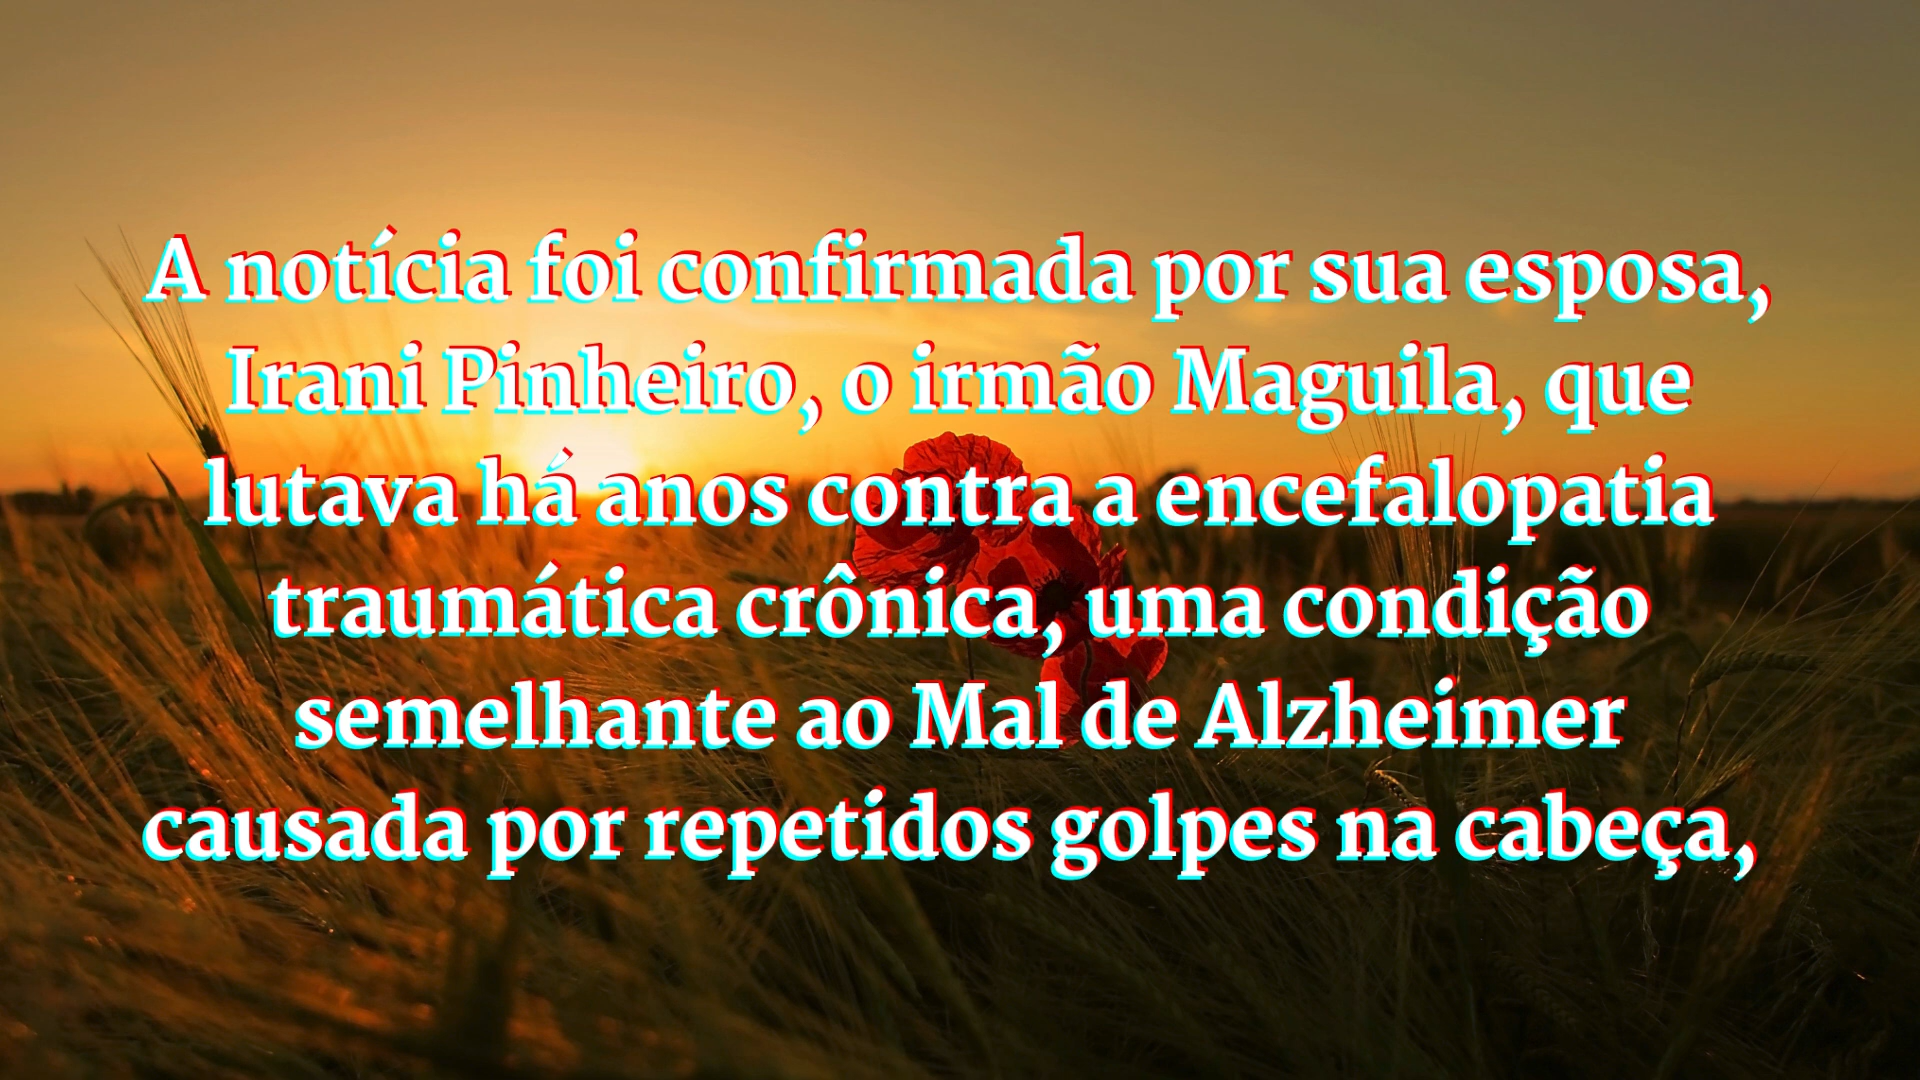 A notícia foi confirmada por sua esposa,
Irani Pinheiro, o irmão Maguila, que
lutava há anos contra a encefalopatia
traumática crônica, uma condição
semelhante ao Mal de Alzheimer
causada por repetidos golpes na cabeça,